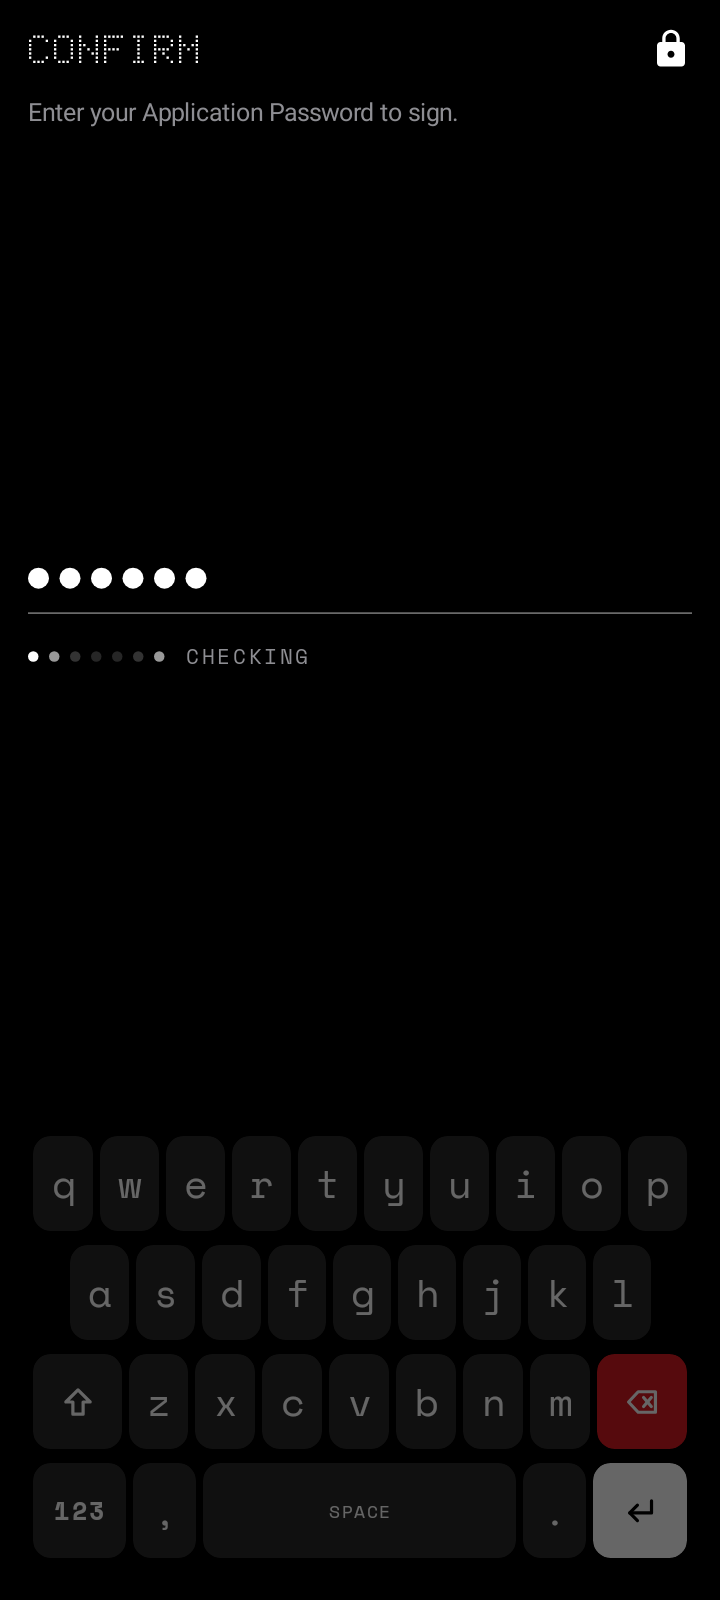 CONFIRM
Enter your Application Password to sign.
CHECKING
q w e r t y u i o p
a s d f g h j k l
z x c v b n m
123 , SPACE .